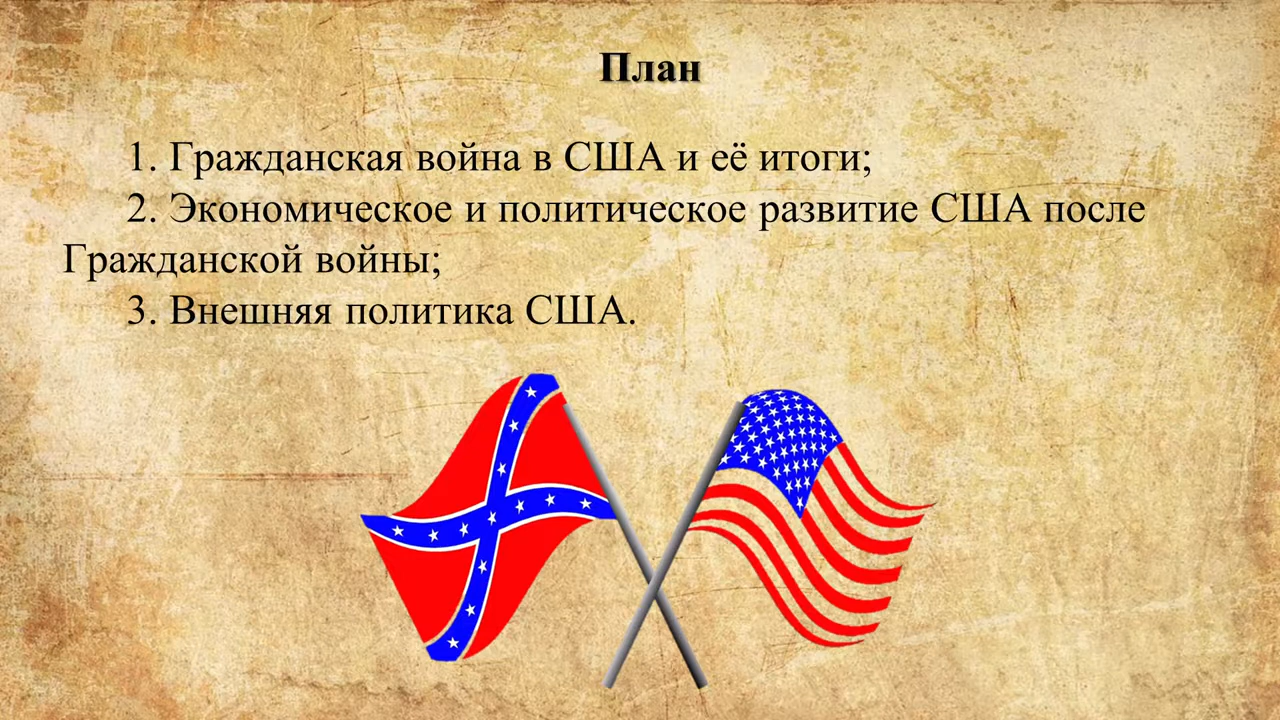 План
1. Гражданская война в США и её итоги;
2. Экономическое и политическое развитие США после
Гражданской войны;
3. Внешняя политика США.